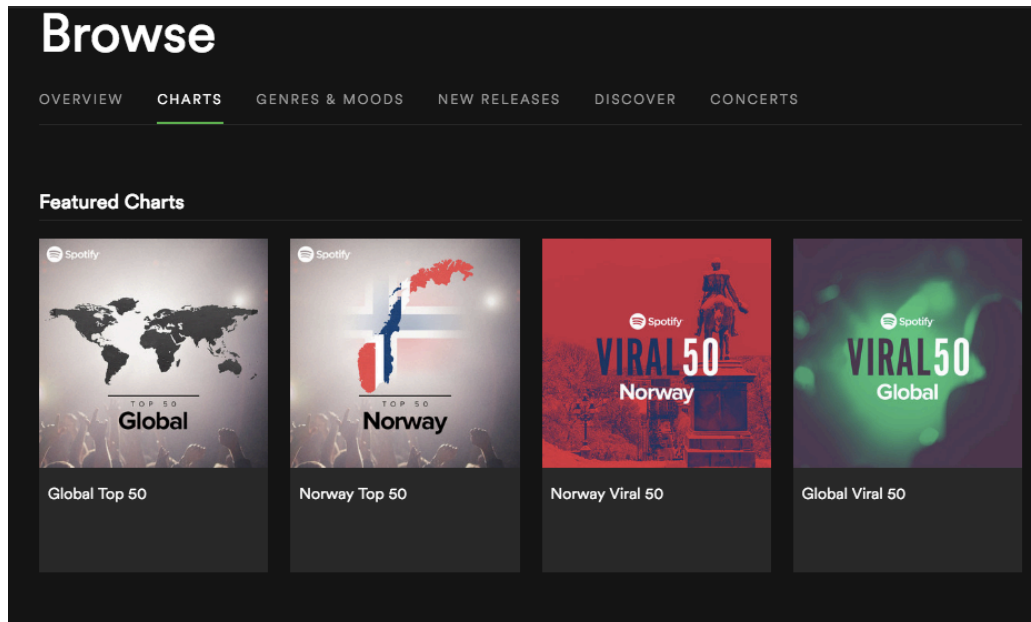 Browse
OVERVIEW CHARTS GENRES & MOODS NEW RELEASES DISCOVER CONCERTS
Featured Charts
Spotify
TOP 50
Global
Global Top 50
Spotify
TOP 50
Norway
Norway Top 50
Spotify
VIRAL50
Norway
Norway Viral 50
Spotify
VIRAL50
Global
Global Viral 50